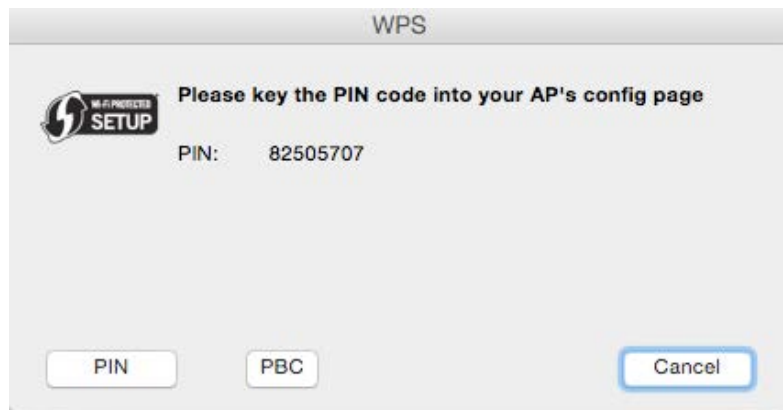 WPS
WI-FI PROTECTED
SETUP
Please key the PIN code into your AP's config page
PIN: 82505707
PIN PBC Cancel